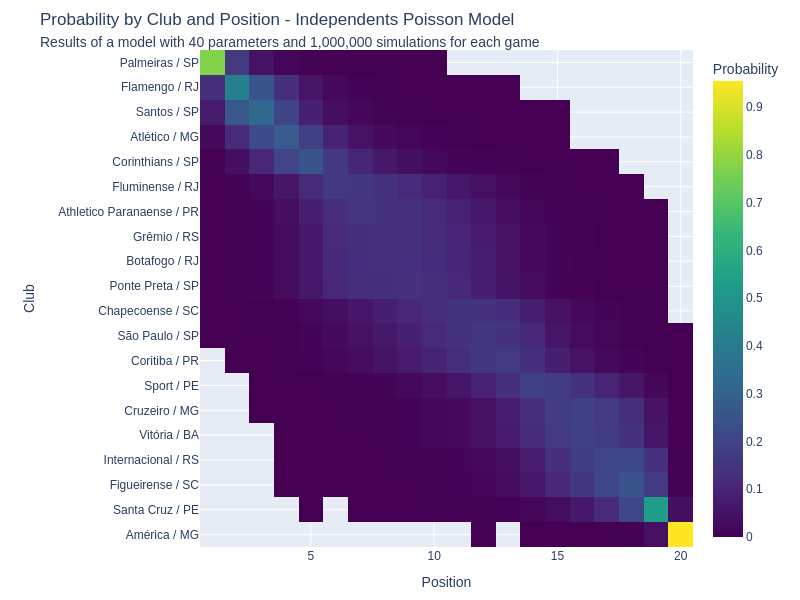 Probability by Club and Position - Independents Poisson Model
Results of a model with 40 parameters and 1,000,000 simulations for each game
Probability
Palmeiras / SP
Flamengo / RJ
Santos / SP
Atlético / MG
Corinthians / SP
Fluminense / RJ
Athletico Paranaense / PR
Grêmio / RS
Botafogo / RJ
Ponte Preta / SP
Chapecoense / SC
São Paulo / SP
Coritiba / PR
Sport / PE
Cruzeiro / MG
Vitória / BA
Internacional / RS
Figueirense / SC
Santa Cruz / PE
América / MG
Club
5
10
15
20
Position
0.9
0.8
0.7
0.6
0.5
0.4
0.3
0.2
0.1
0